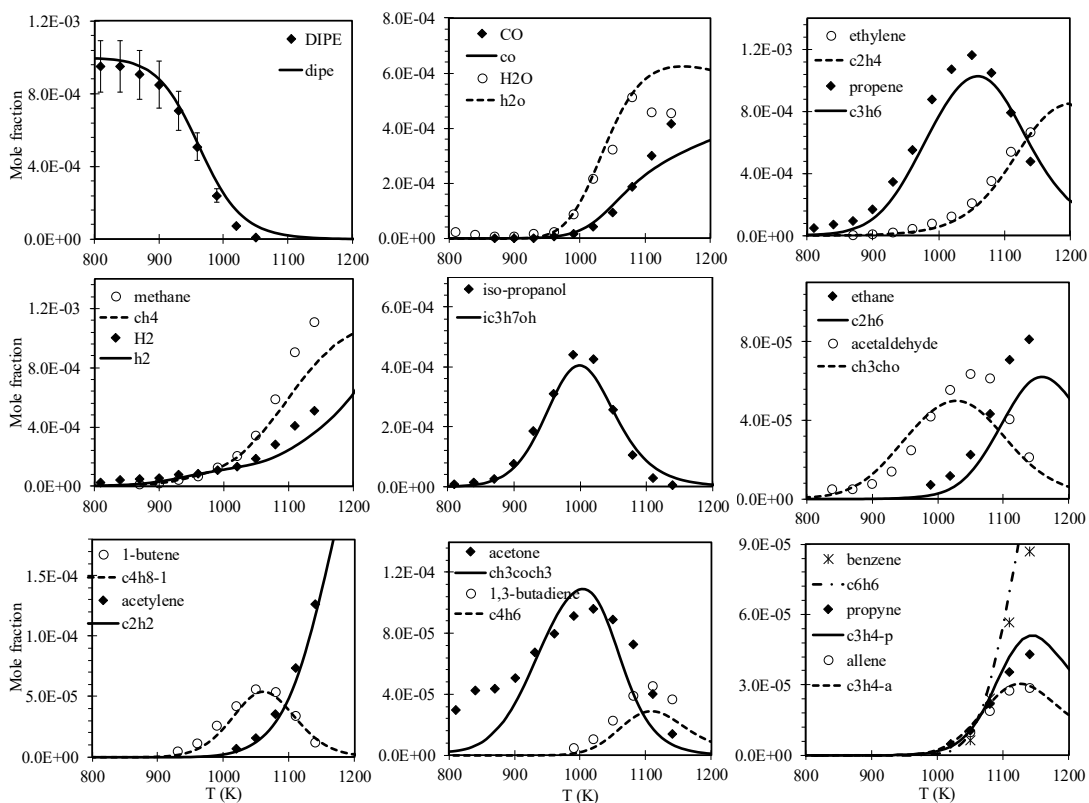 1.2E-03
8.0E-04
4.0E-04
0.0E+00
Mole fraction
DIPE
dipe
800 900 1000 1100 1200
8.0E-04
6.0E-04
4.0E-04
2.0E-04
0.0E+00
CO
co
H2O
h2o
800 900 1000 1100 1200
1.2E-03
8.0E-04
4.0E-04
0.0E+00
ethylene
c2h4
propene
c3h6
800 900 1000 1100 1200
1.2E-03
8.0E-04
4.0E-04
0.0E+00
Mole fraction
methane
ch4
H2
h2
800 900 1000 1100 1200
6.0E-04
4.0E-04
2.0E-04
0.0E+00
iso-propanol
ic3h7oh
800 900 1000 1100 1200
8.0E-05
4.0E-05
0.0E+00
ethane
c2h6
acetaldehyde
ch3cho
800 900 1000 1100 1200
1.5E-04
1.0E-04
5.0E-05
0.0E+00
Mole fraction
1-butene
c4h8-1
acetylene
c2h2
800 900 1000 1100 1200
T (K)
1.2E-04
8.0E-05
4.0E-05
0.0E+00
acetone
ch3coch3
1,3-butadiene
c4h6
800 900 1000 1100 1200
T (K)
9.0E-05
6.0E-05
3.0E-05
0.0E+00
benzene
c6h6
propyne
c3h4-p
allene
c3h4-a
800 900 1000 1100 1200
T (K)